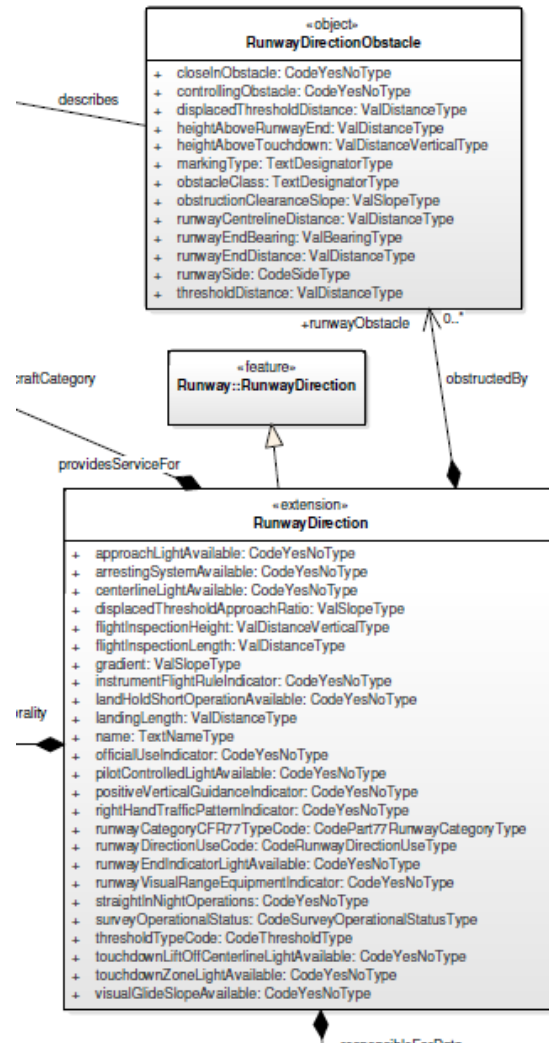 «object»
RunwayDirectionObstacle
+ closeInObstacle: CodeYesNoType
+ controllingObstacle: CodeYesNoType
+ displacedThresholdDistance: ValDistanceType
+ heightAboveRunwayEnd: ValDistanceType
+ heightAboveTouchdown: ValDistanceVerticalType
+ markingType: TextDesignatorType
+ obstacleClass: TextDesignatorType
+ obstructionClearanceSlope: ValSlopeType
+ runwayCentrelineDistance: ValDistanceType
+ runwayEndBearing: ValBearingType
+ runwayEndDistance: ValDistanceType
+ runwaySide: CodeSideType
+ thresholdDistance: ValDistanceType
describes
+runwayObstacle 0..*
«feature»
Runway::RunwayDirection
craftCategory
obstructedBy
providesServiceFor
«extension»
RunwayDirection
+ approachLightAvailable: CodeYesNoType
+ arrestingSystemAvailable: CodeYesNoType
+ centerlineLightAvailable: CodeYesNoType
+ displacedThresholdApproachRatio: ValSlopeType
+ flightInspectionHeight: ValDistanceVerticalType
+ flightInspectionLength: ValDistanceType
+ gradient: ValSlopeType
+ instrumentFlightRuleIndicator: CodeYesNoType
+ landHoldShortOperationAvailable: CodeYesNoType
+ landingLength: ValDistanceType
+ name: TextNameType
+ officialUseIndicator: CodeYesNoType
+ pilotControlledLightAvailable: CodeYesNoType
+ positiveVerticalGuidanceIndicator: CodeYesNoType
+ rightHandTrafficPatternIndicator: CodeYesNoType
+ runwayCategoryCFR77TypeCode: CodePart77RunwayCategoryType
+ runwayDirectionUseCode: CodeRunwayDirectionUseType
+ runwayEndIndicatorLightAvailable: CodeYesNoType
+ runwayVisualRangeEquipmentIndicator: CodeYesNoType
+ straightInNightOperations: CodeYesNoType
+ surveyOperationalStatus: CodeSurveyOperationalStatusType
+ thresholdTypeCode: CodeThresholdType
+ touchdownLiftOffCenterlineLightAvailable: CodeYesNoType
+ touchdownZoneLightAvailable: CodeYesNoType
+ visualGlideSlopeAvailable: CodeYesNoType
orality